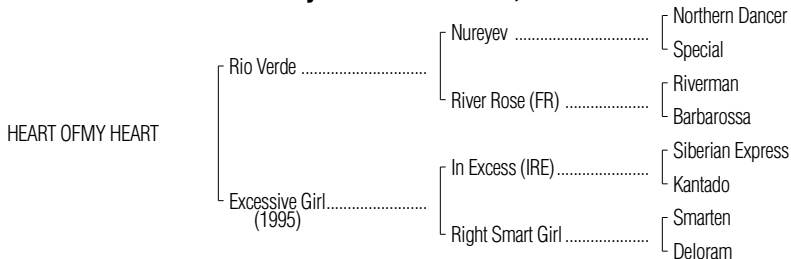 Northern Dancer
Nureyev ................................
Special
Rio Verde ..............................
Riverman
River Rose (FR) ....................
Barbarossa
HEART OFMY HEART
Siberian Express
In Excess (IRE)......................
Kantado
Excessive Girl........................
(1995)
Smarten
Right Smart Girl ....................
Deloram